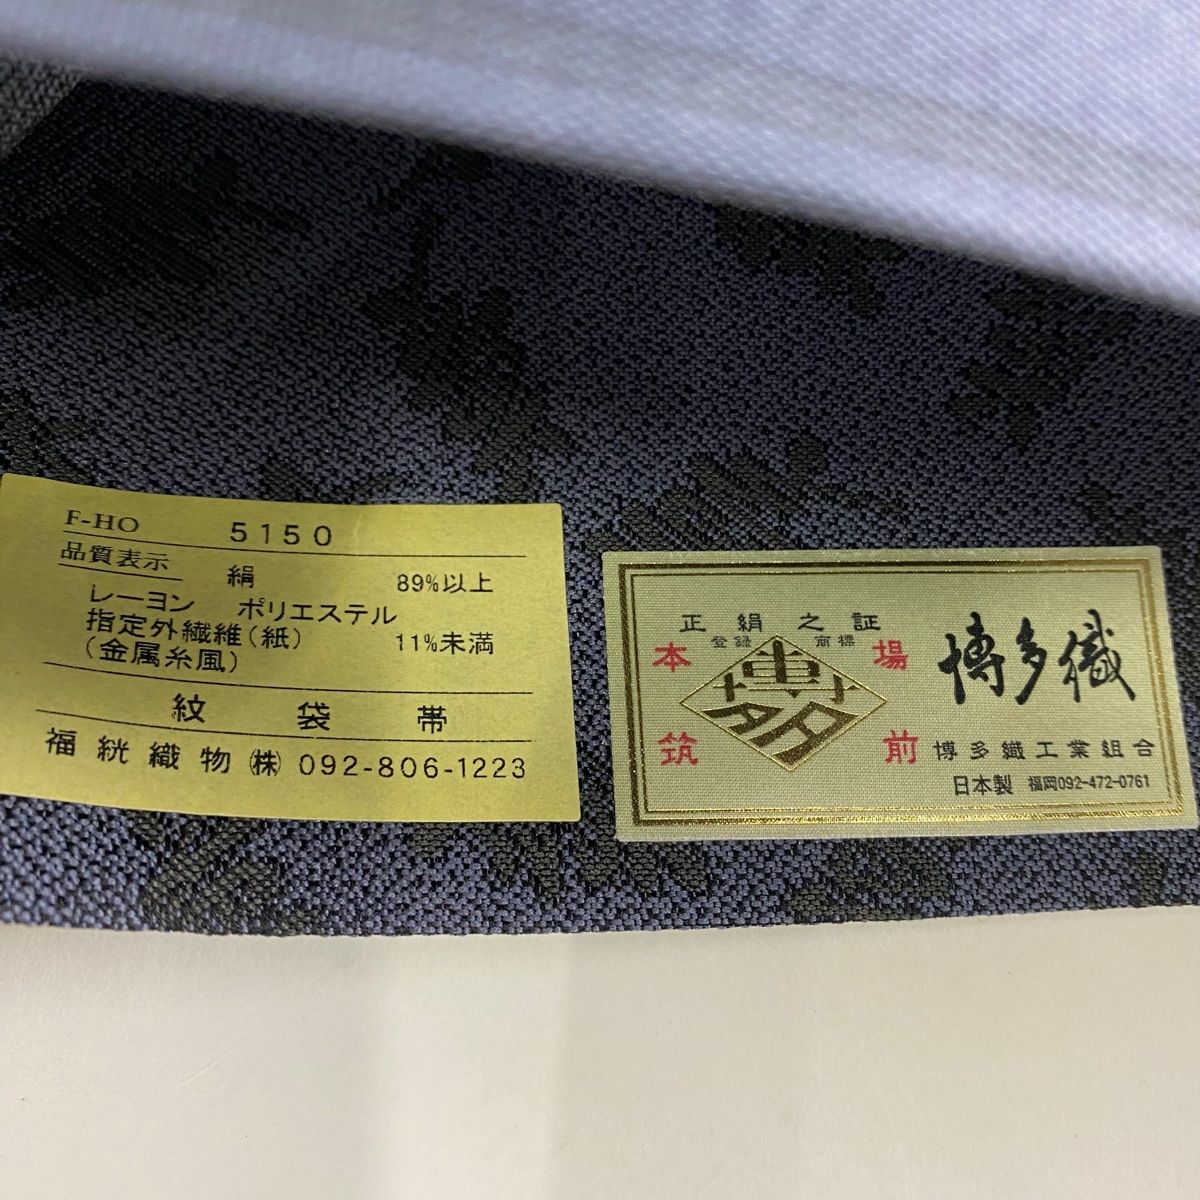 F-HO 5150
品質表示 絹 89%以上
レーヨン ポリエステル
指定外繊維(紙) 11%未満
(金属糸風)
紋 袋 帯
福絖織物(株) 092-806-1223
正絹之証
登録 商標
本場
筑前
博多
博多織
博多織工業組合
日本製 福岡092-472-0761